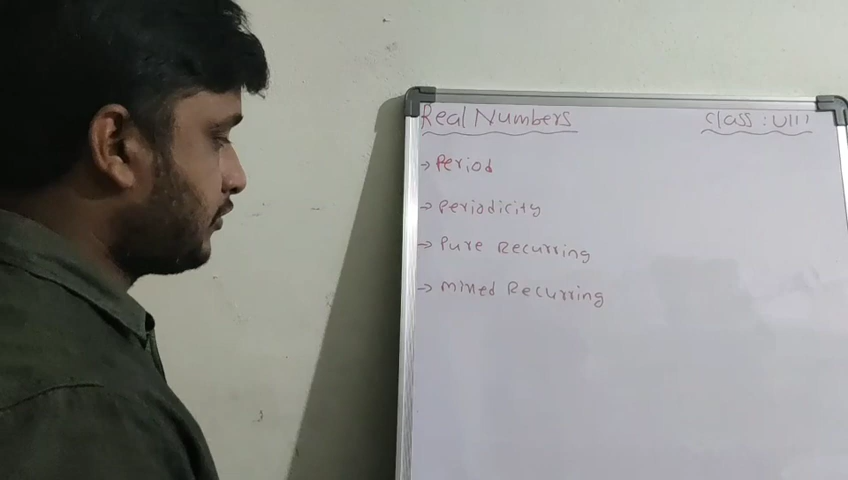 Real Numbers Class: VIII
→ Period
→ Periodicity
→ Pure Recurring
→ Mixed Recurring